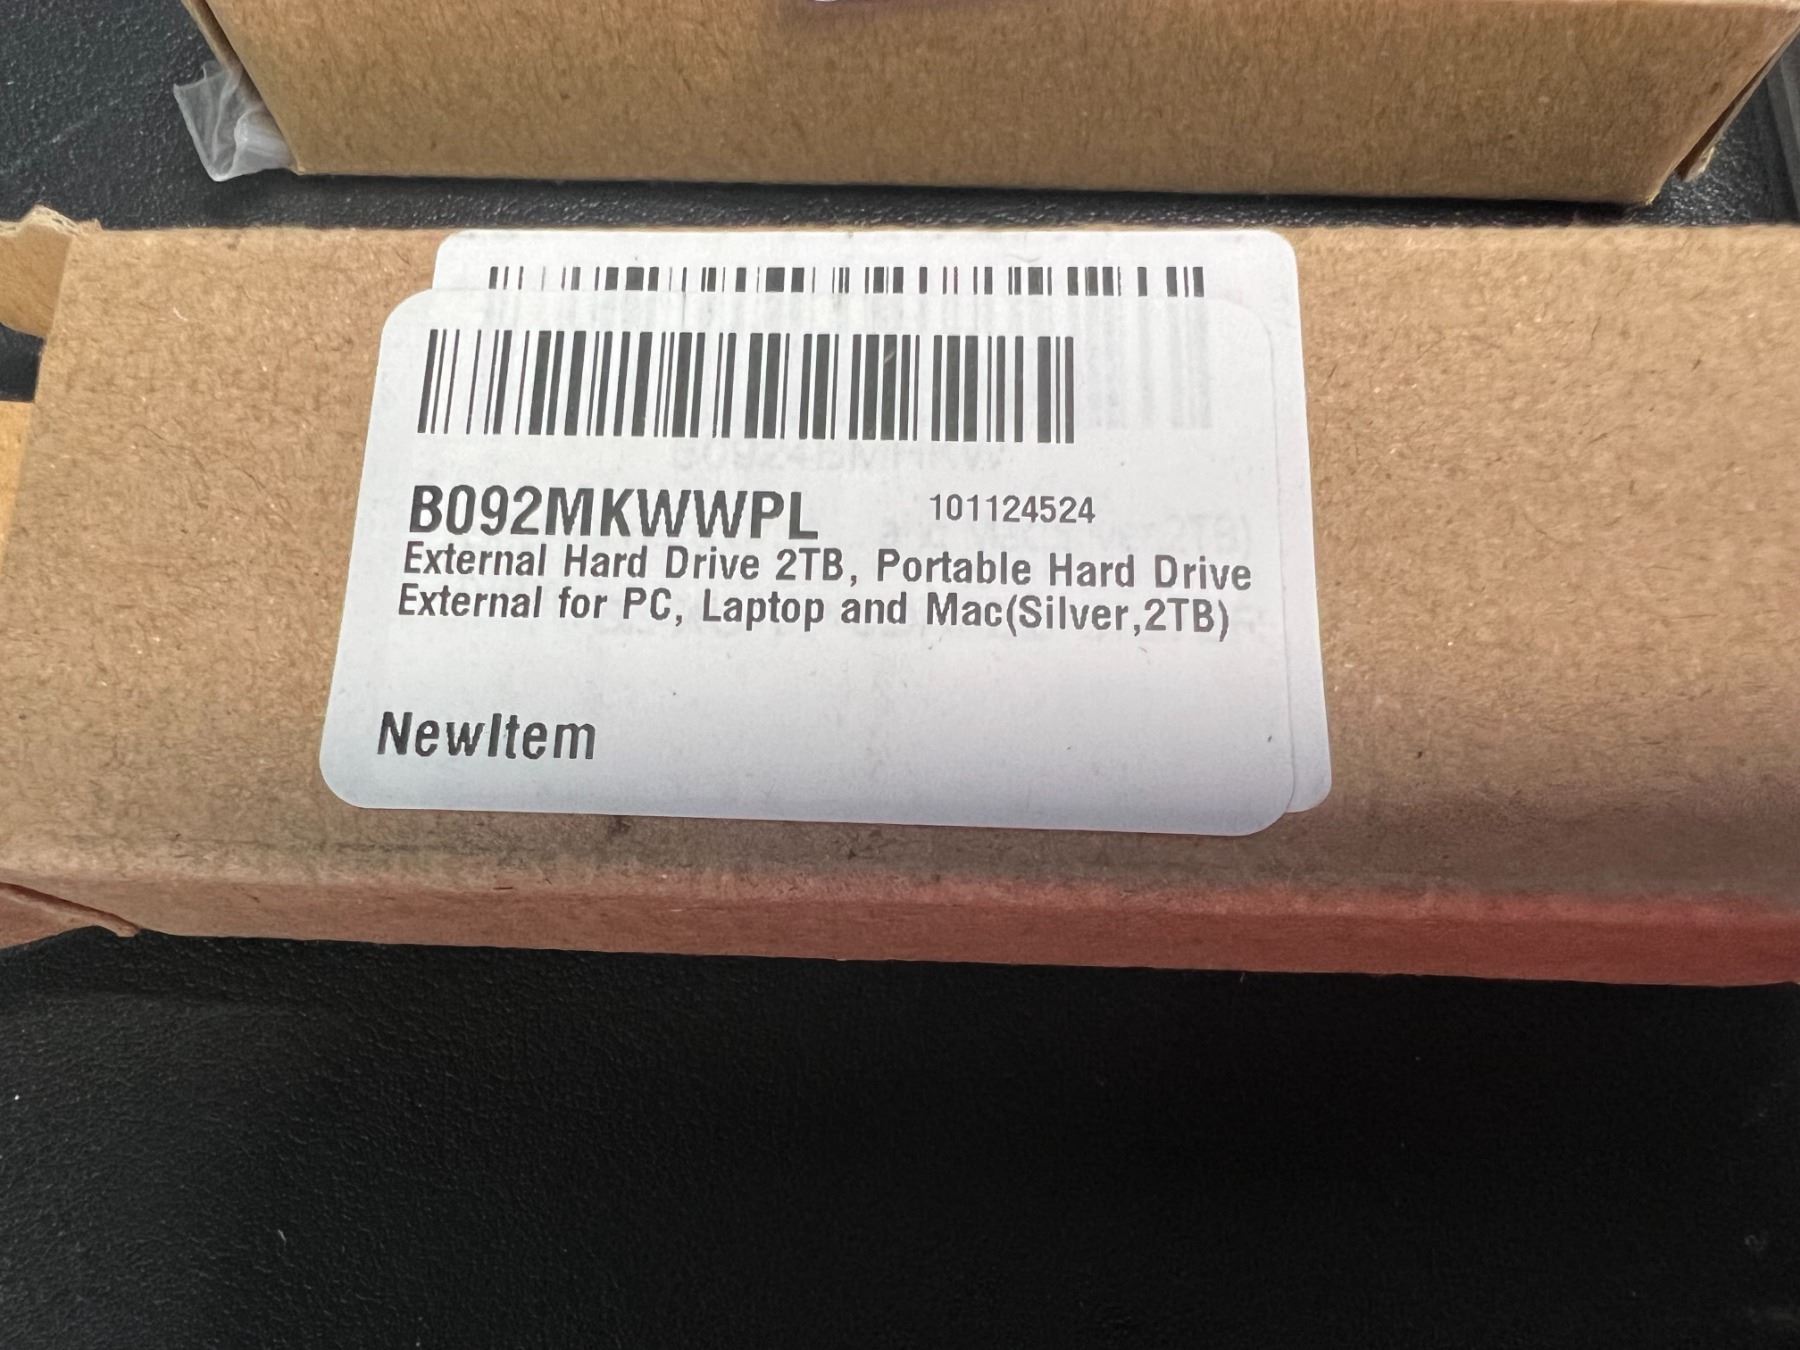 B092MKWWPL 101124524
External Hard Drive 2TB, Portable Hard Drive
External for PC, Laptop and Mac(Silver,2TB)
NewItem